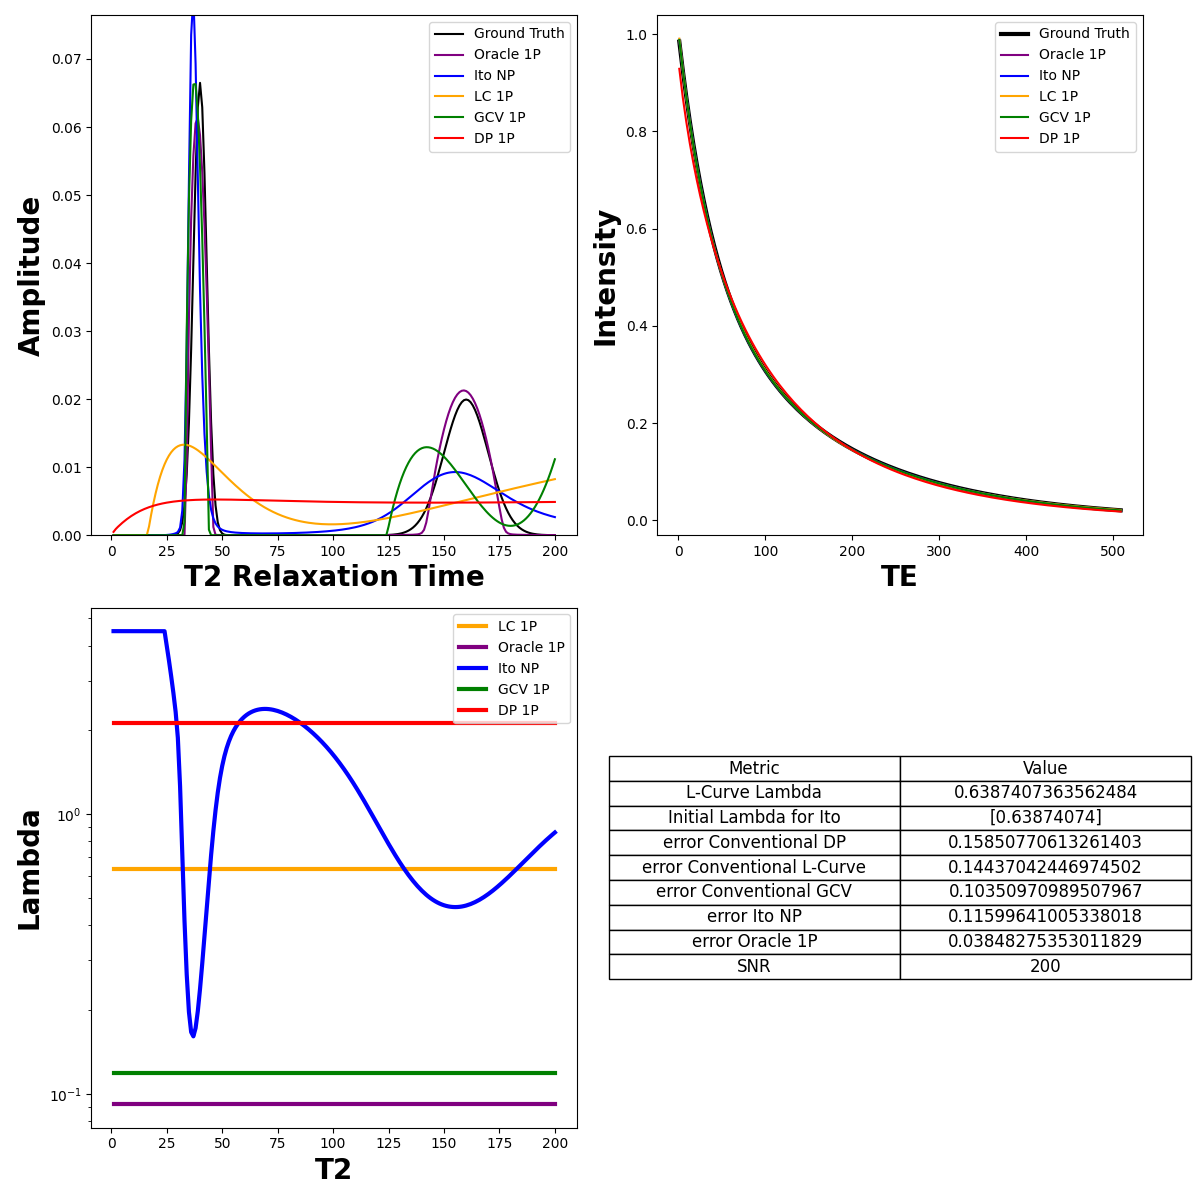 Amplitude
0.07
0.06
0.05
0.04
0.03
0.02
0.01
0.00
0 25 50 75 100 125 150 175 200
T2 Relaxation Time
Ground Truth
Oracle 1P
Ito NP
LC 1P
GCV 1P
DP 1P
Intensity
1.0
0.8
0.6
0.4
0.2
0.0
0 100 200 300 400 500
TE
Ground Truth
Oracle 1P
Ito NP
LC 1P
GCV 1P
DP 1P
Lambda
10⁰
10⁻¹
0 25 50 75 100 125 150 175 200
T2
LC 1P
Oracle 1P
Ito NP
GCV 1P
DP 1P
Metric Value
L-Curve Lambda 0.6387407363562484
Initial Lambda for Ito [0.63874074]
error Conventional DP 0.15850770613261403
error Conventional L-Curve 0.14437042446974502
error Conventional GCV 0.10350970989507967
error Ito NP 0.11599641005338018
error Oracle 1P 0.03848275353011829
SNR 200